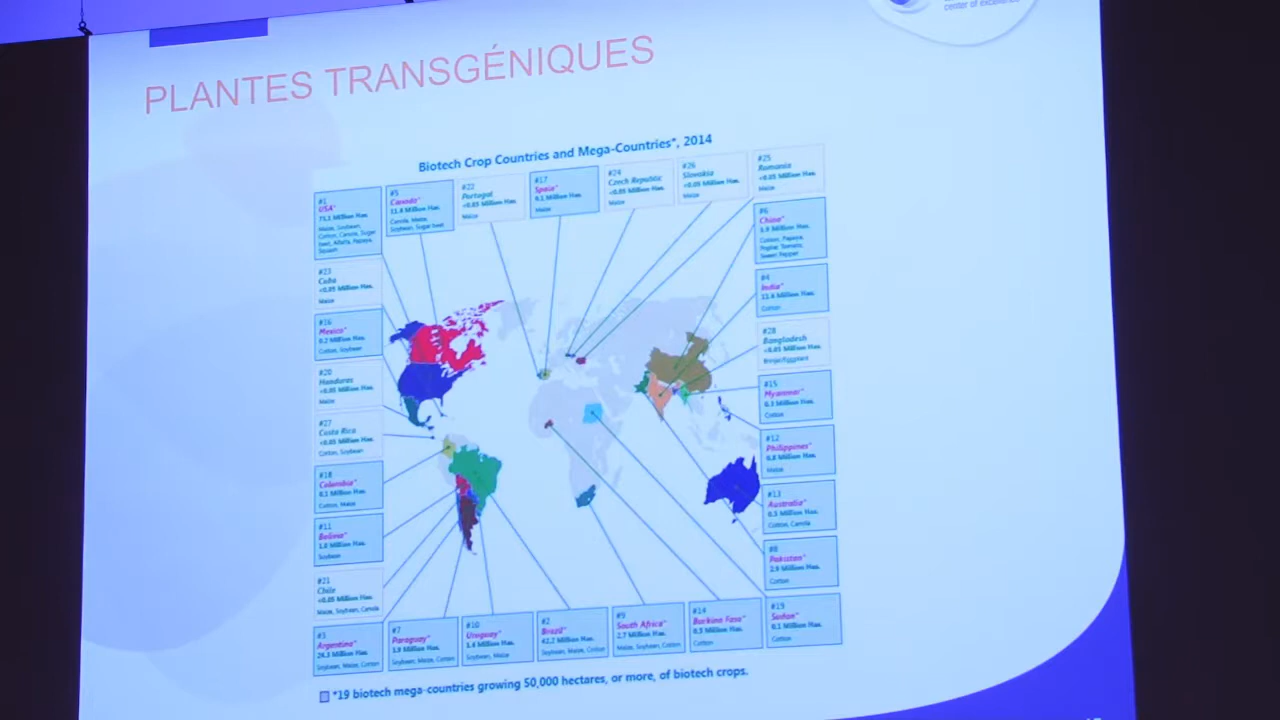 center of excellence
PLANTES TRANSGÉNIQUES
Biotech Crop Countries and Mega-Countries*, 2014
#1
USA*
73.1 Million Has.
Maize, Soybean,
Cotton, Canola, Sugar
beet, Alfalfa, Papaya,
Squash
#5
Canada*
11.6 Million Has.
Canola, Maize,
Soybean, Sugar beet
#22
Portugal
<0.05 Million Has.
Maize
#17
Spain*
0.1 Million Has.
Maize
#24
Czech Republic
<0.05 Million Has.
Maize
#26
Slovakia
<0.05 Million Has.
Maize
#25
Romania
<0.05 Million Has.
Maize
#6
China*
3.9 Million Has.
Cotton, Papaya,
Poplar, Tomato,
Sweet Pepper
#23
Cuba
<0.05 Million Has.
Maize
#4
India*
11.6 Million Has.
Cotton
#16
Mexico*
0.2 Million Has.
Cotton, Soybean
#28
Bangladesh
<0.05 Million Has.
Brinjal/Eggplant
#20
Honduras
<0.05 Million Has.
Maize
#15
Myanmar*
0.3 Million Has.
Cotton
#27
Costa Rica
<0.05 Million Has.
Cotton, Soybean
#12
Philippines*
0.8 Million Has.
Maize
#18
Colombia*
0.1 Million Has.
Cotton, Maize
#13
Australia*
0.5 Million Has.
Cotton, Canola
#11
Bolivia*
1.0 Million Has.
Soybean
#8
Pakistan*
2.9 Million Has.
Cotton
#21
Chile
<0.05 Million Has.
Maize, Soybean, Canola
#3
Argentina*
24.3 Million Has.
Soybean, Maize, Cotton
#7
Paraguay*
3.9 Million Has.
Soybean, Maize, Cotton
#10
Uruguay*
1.6 Million Has.
Soybean, Maize
#2
Brazil*
42.2 Million Has.
Soybean, Maize, Cotton
#9
South Africa*
2.7 Million Has.
Maize, Soybean, Cotton
#14
Burkina Faso*
0.5 Million Has.
Cotton
#19
Sudan*
0.1 Million Has.
Cotton
*19 biotech mega-countries growing 50,000 hectares, or more, of biotech crops.